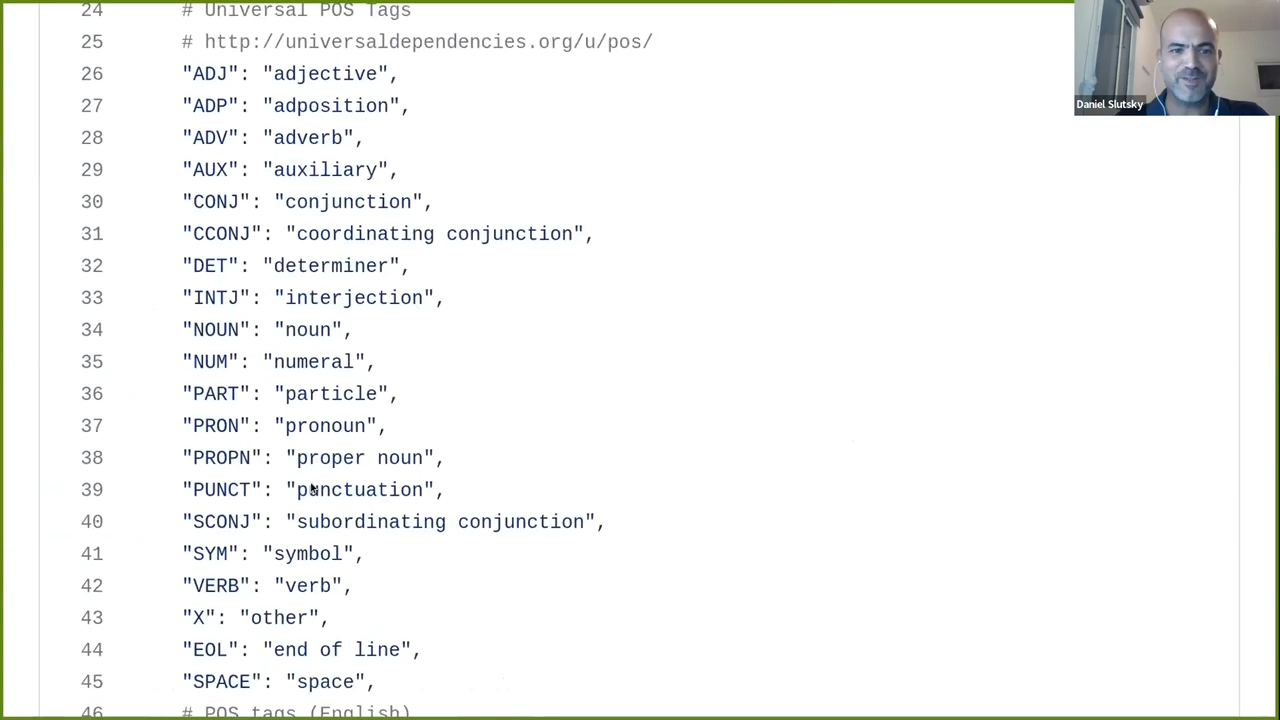 24 # Universal POS Tags
25 # http://universaldependencies.org/u/pos/
26 "ADJ": "adjective",
27 "ADP": "adposition",
28 "ADV": "adverb",
29 "AUX": "auxiliary",
30 "CONJ": "conjunction",
31 "CCONJ": "coordinating conjunction",
32 "DET": "determiner",
33 "INTJ": "interjection",
34 "NOUN": "noun",
35 "NUM": "numeral",
36 "PART": "particle",
37 "PRON": "pronoun",
38 "PROPN": "proper noun",
39 "PUNCT": "punctuation",
40 "SCONJ": "subordinating conjunction",
41 "SYM": "symbol",
42 "VERB": "verb",
43 "X": "other",
44 "EOL": "end of line",
45 "SPACE": "space",
46 # POS tags (English)
Daniel Slutsky